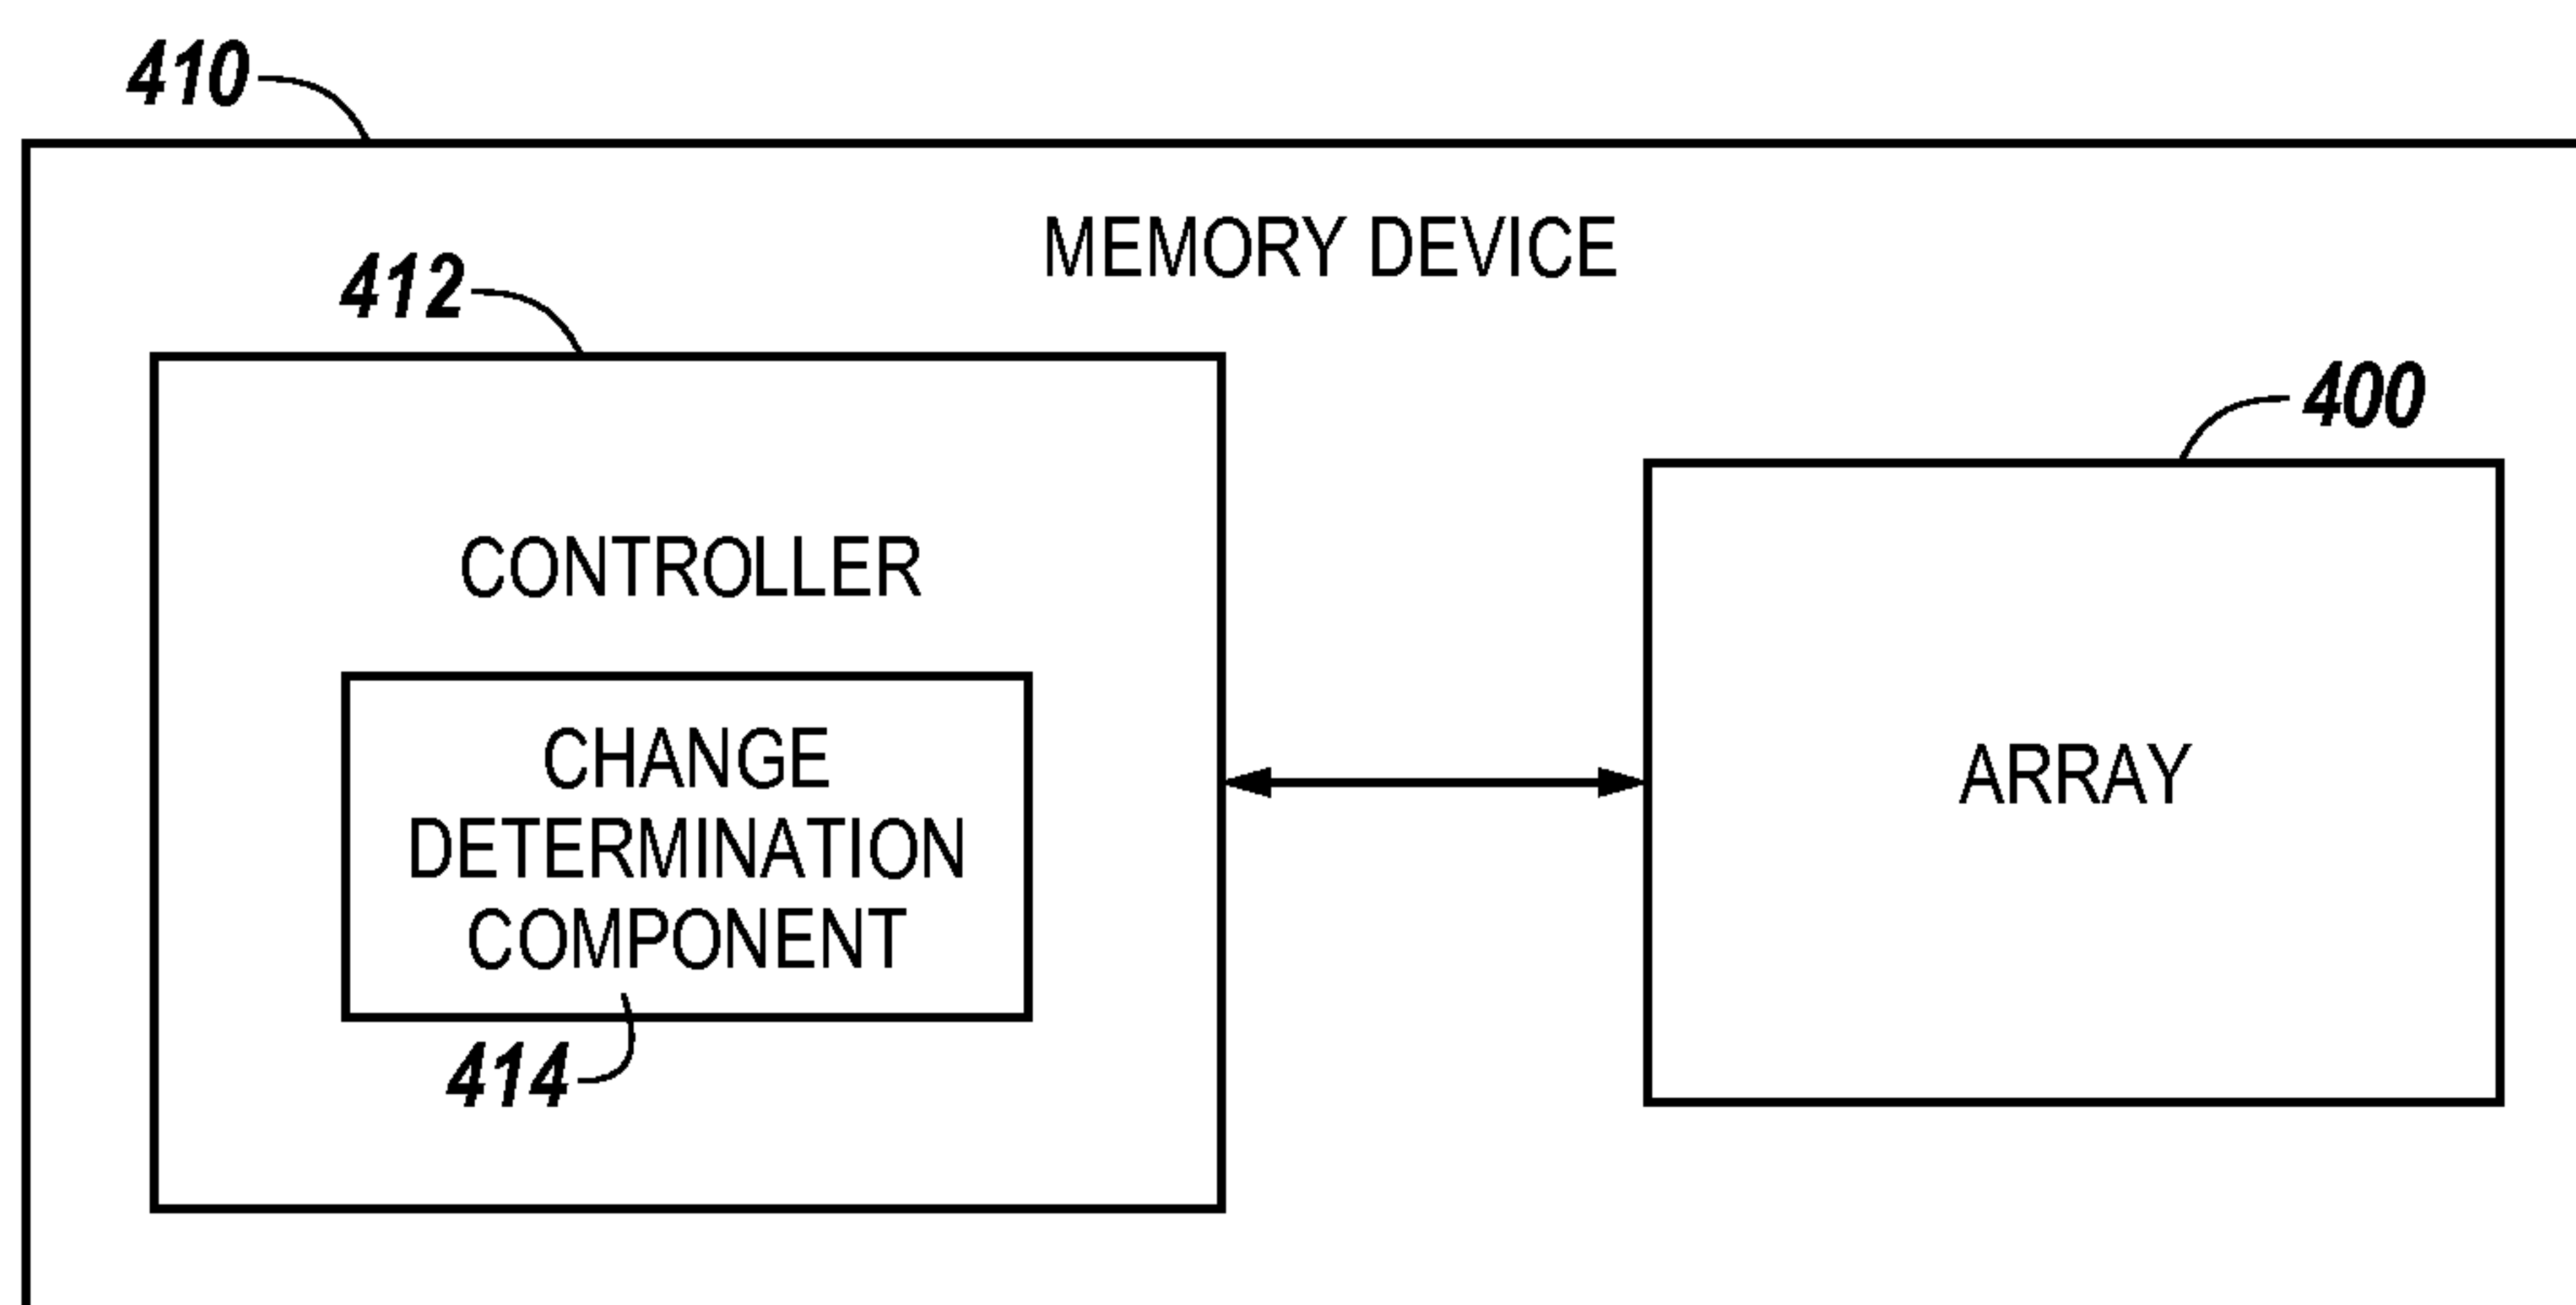 410
MEMORY DEVICE
412
400
CONTROLLER
CHANGE
DETERMINATION
COMPONENT
414
ARRAY